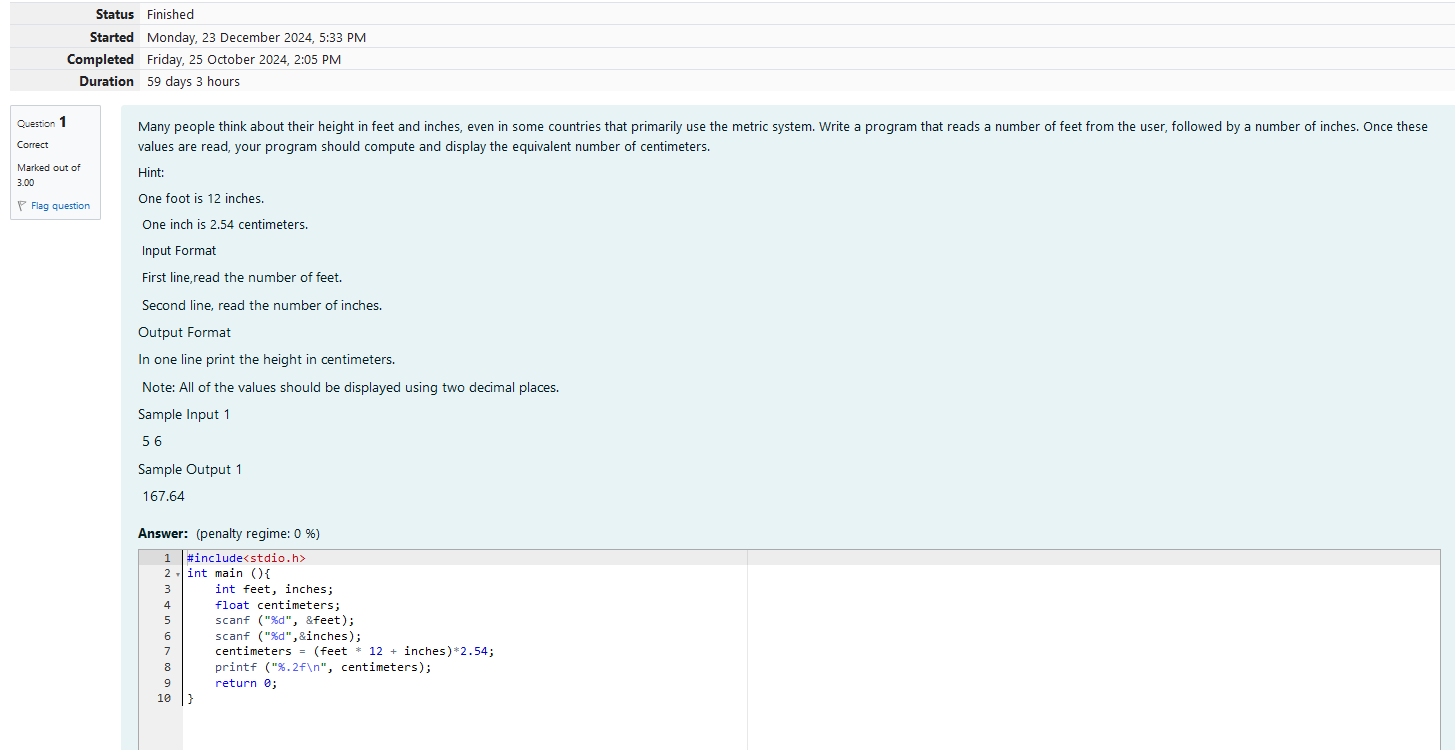 Status Finished
Started Monday, 23 December 2024, 5:33 PM
Completed Friday, 25 October 2024, 2:05 PM
Duration 59 days 3 hours
Question 1
Correct
Marked out of
3.00
Flag question
Many people think about their height in feet and inches, even in some countries that primarily use the metric system. Write a program that reads a number of feet from the user, followed by a number of inches. Once these
values are read, your program should compute and display the equivalent number of centimeters.
Hint:
One foot is 12 inches.
One inch is 2.54 centimeters.
Input Format
First line,read the number of feet.
Second line, read the number of inches.
Output Format
In one line print the height in centimeters.
Note: All of the values should be displayed using two decimal places.
Sample Input 1
5 6
Sample Output 1
167.64
Answer: (penalty regime: 0 %)
1 #include<stdio.h>
2 int main (){
3 int feet, inches;
4 float centimeters;
5 scanf ("%d", &feet);
6 scanf ("%d",&inches);
7 centimeters = (feet * 12 + inches)*2.54;
8 printf ("%.2f\n", centimeters);
9 return 0;
10 }